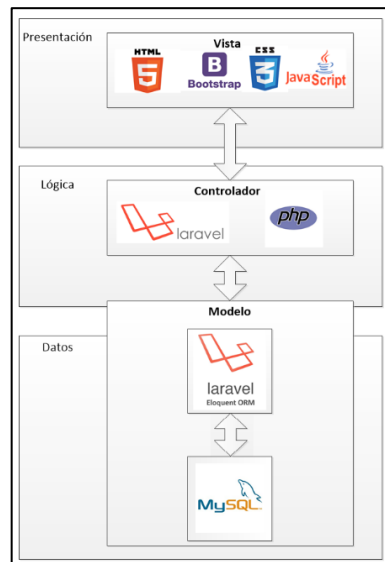 Presentación
Vista
HTML
5
B
Bootstrap
CSS
3
JavaScript
Lógica
Controlador
laravel
php
Modelo
Datos
laravel
Eloquent ORM
MySQL